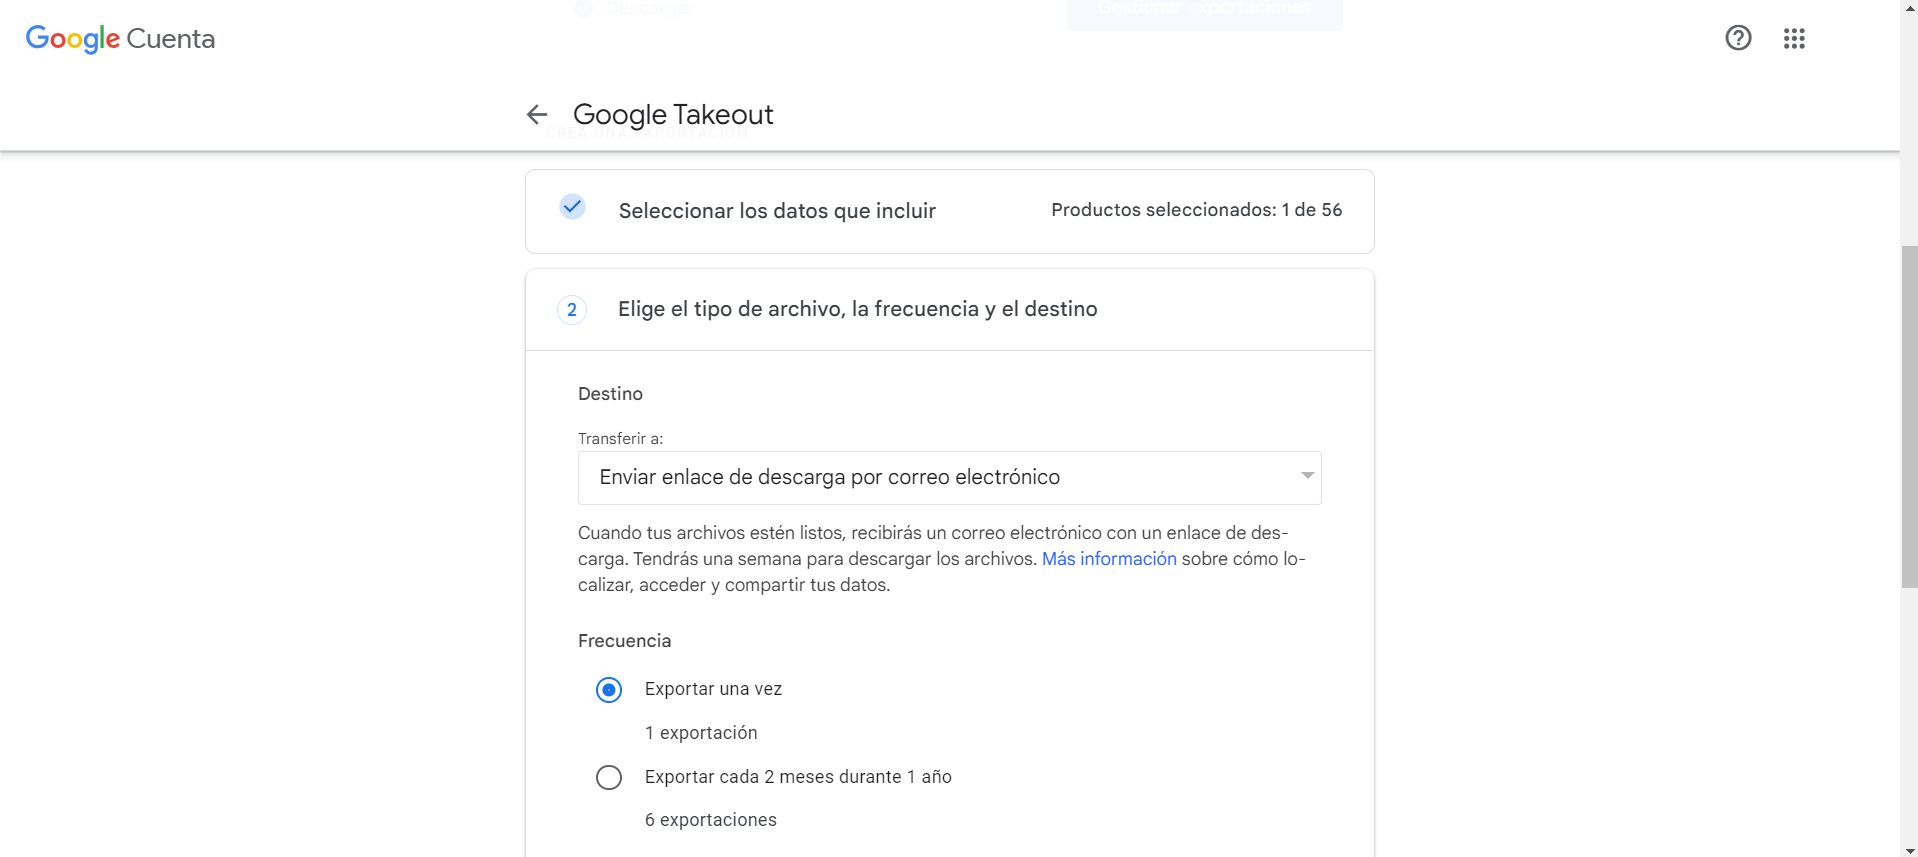 Descargar
Gestionar exportaciones
Google Cuenta
Google Takeout
CREA UNA EXPORTACIÓN
Seleccionar los datos que incluir
Productos seleccionados: 1 de 56
2
Elige el tipo de archivo, la frecuencia y el destino
Destino
Transferir a:
Enviar enlace de descarga por correo electrónico
Cuando tus archivos estén listos, recibirás un correo electrónico con un enlace de des-
carga. Tendrás una semana para descargar los archivos. Más información sobre cómo lo-
calizar, acceder y compartir tus datos.
Frecuencia
Exportar una vez
1 exportación
Exportar cada 2 meses durante 1 año
6 exportaciones